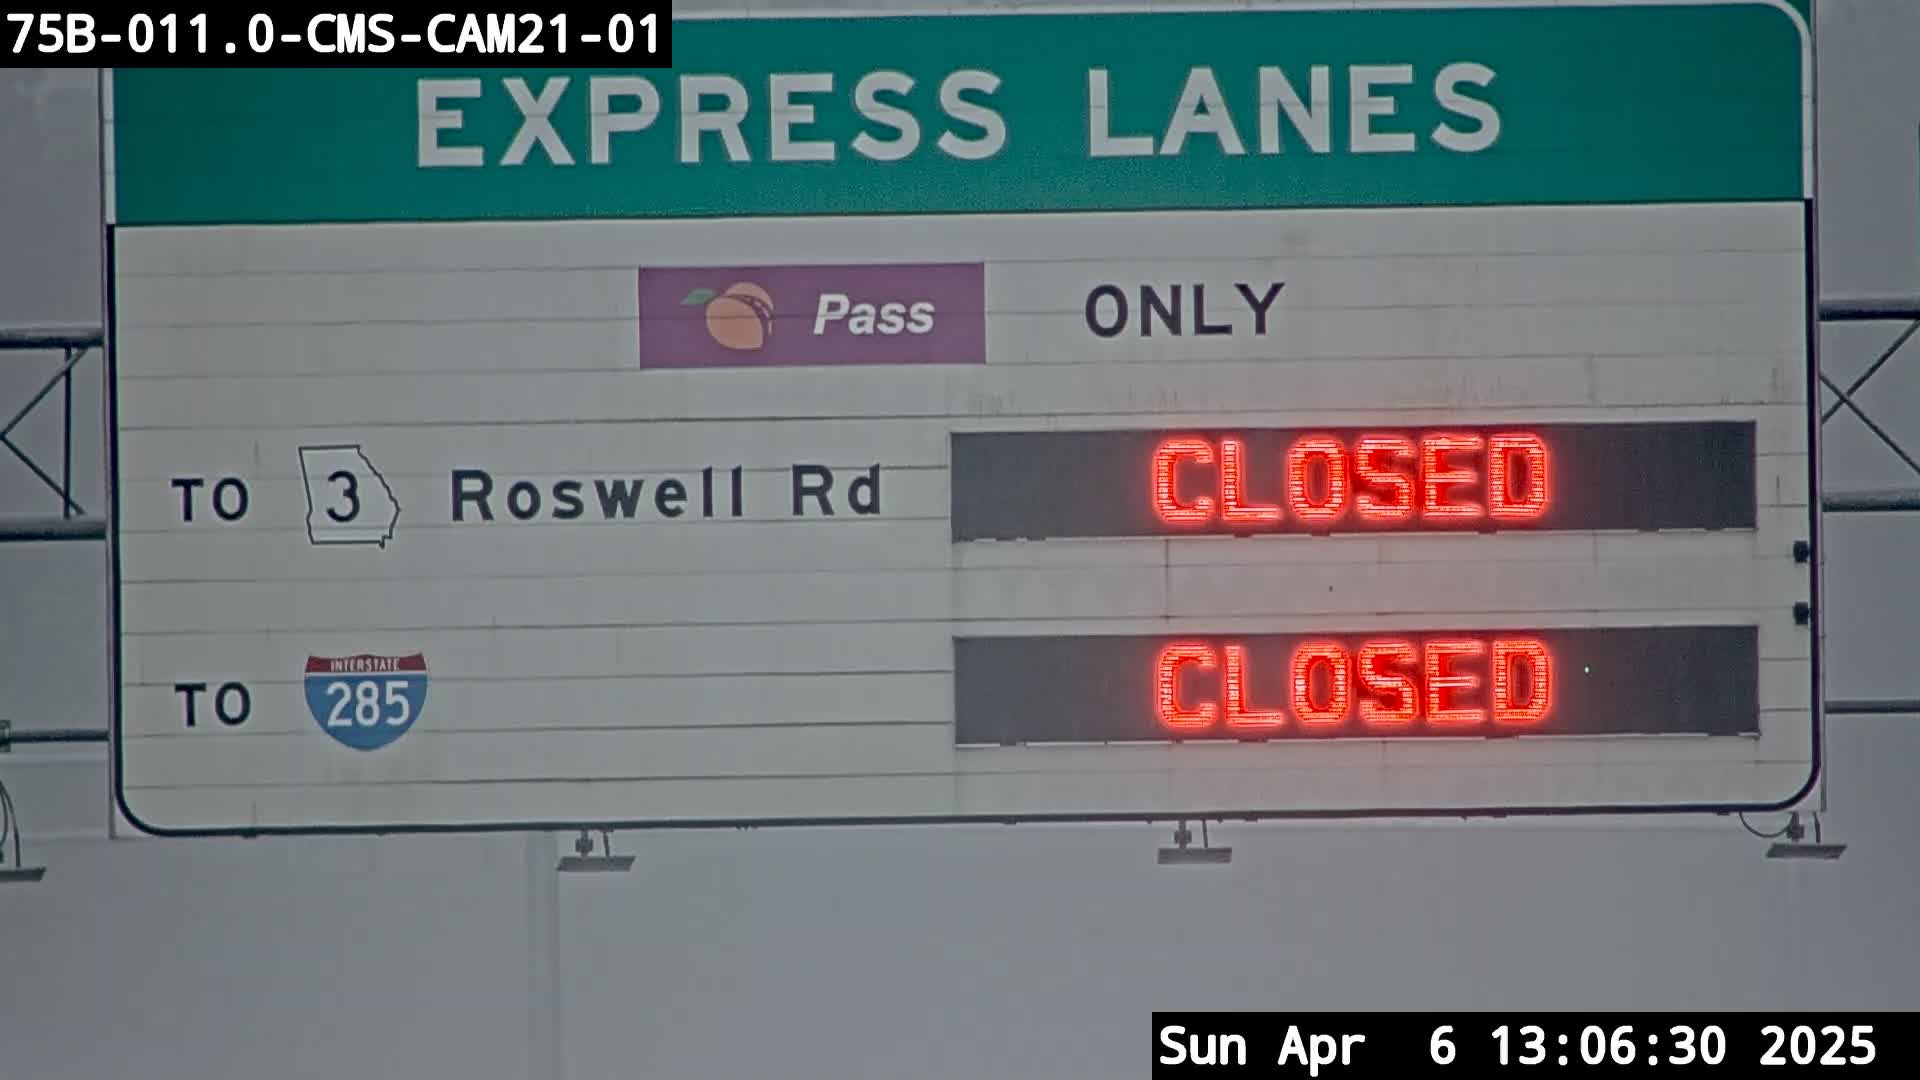 75B-011.0-CMS-CAM21-01
EXPRESS LANES
Pass ONLY
TO 3 Roswell Rd CLOSED
INTERSTATE
TO 285 CLOSED
Sun Apr 6 13:06:30 2025